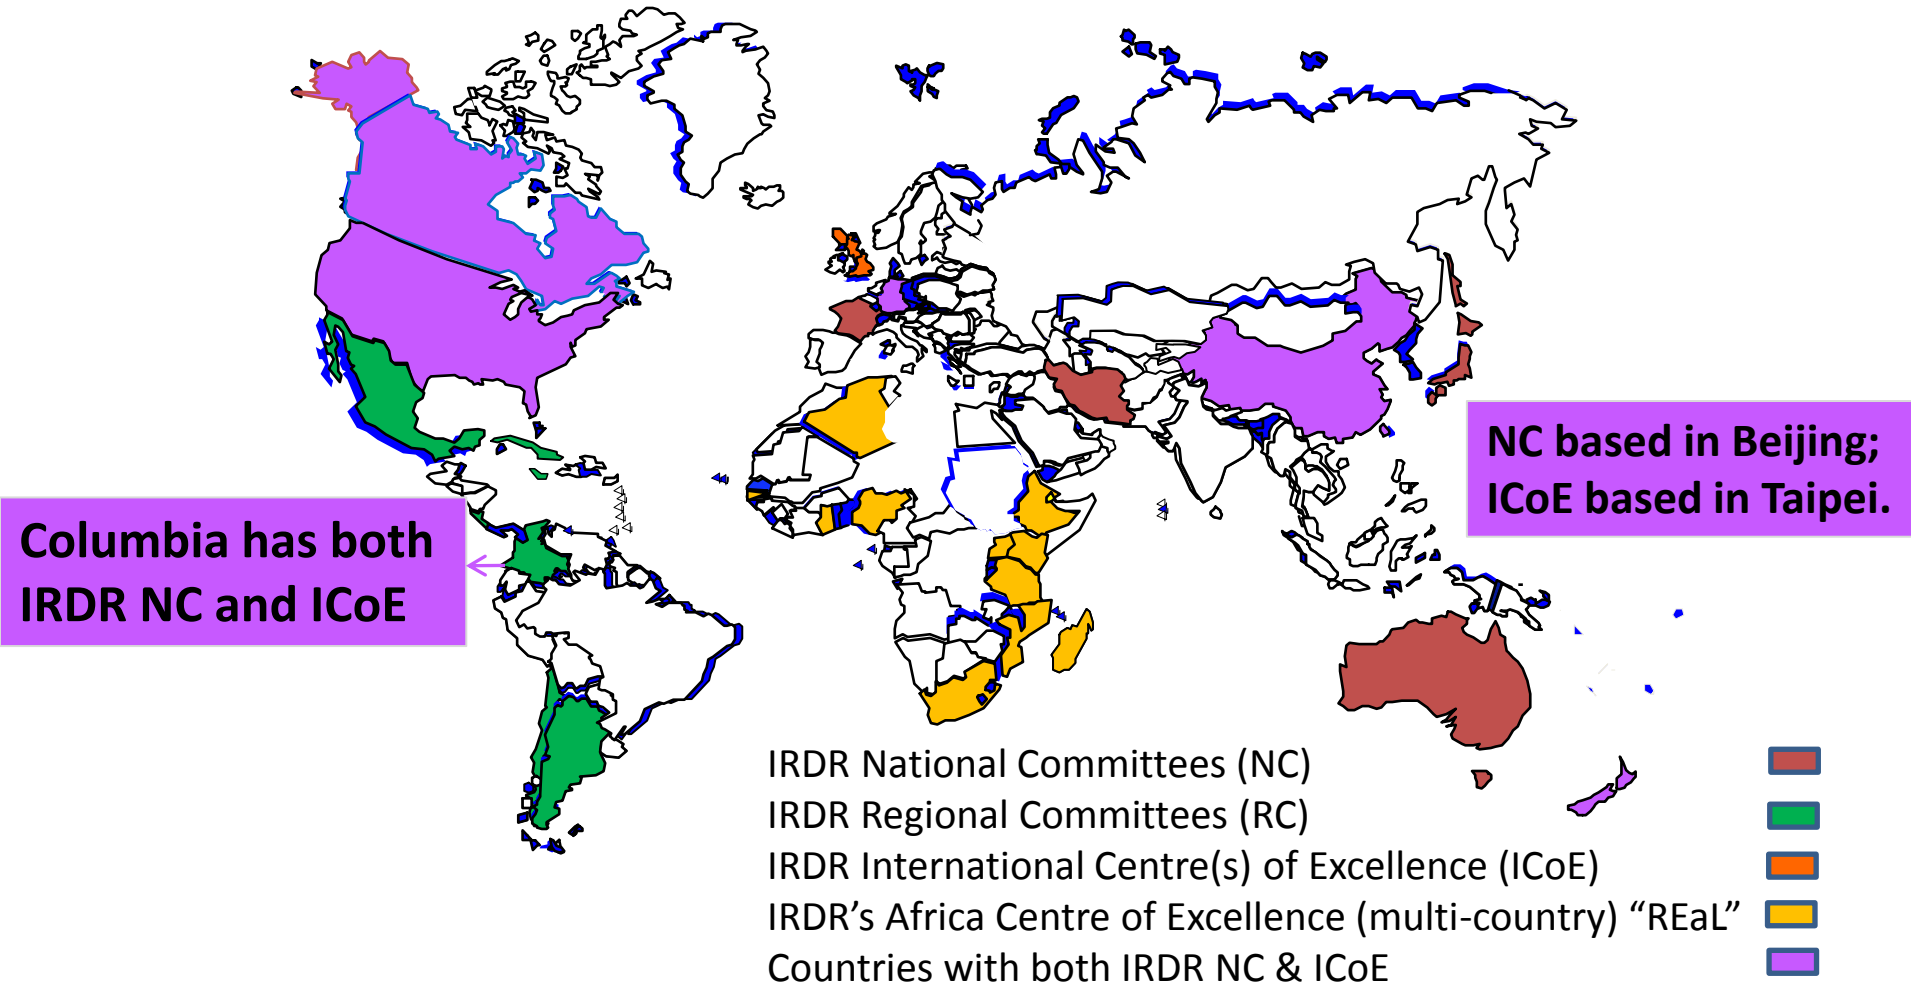 NC based in Beijing;
ICoE based in Taipei.
Columbia has both
IRDR NC and ICoE
IRDR National Committees (NC)
IRDR Regional Committees (RC)
IRDR International Centre(s) of Excellence (ICoE)
IRDR’s Africa Centre of Excellence (multi-country) “REaL”
Countries with both IRDR NC & ICoE